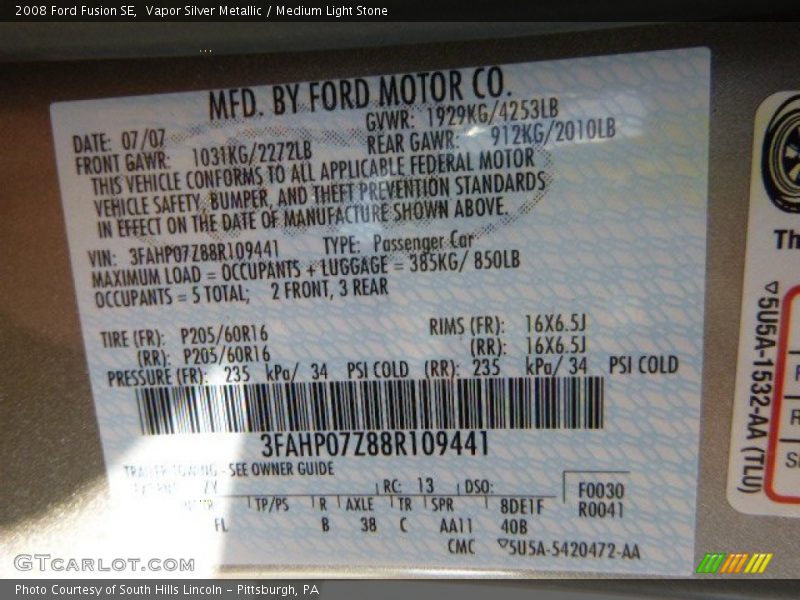 2008 Ford Fusion SE, Vapor Silver Metallic / Medium Light Stone
MFD. BY FORD MOTOR CO.
DATE: 07/07
GVWR: 1929KG/4253LB
FRONT GAWR: 1031KG/2272LB
REAR GAWR: 912KG/2010LB
THIS VEHICLE CONFORMS TO ALL APPLICABLE FEDERAL MOTOR
VEHICLE SAFETY, BUMPER, AND THEFT PREVENTION STANDARDS
IN EFFECT ON THE DATE OF MANUFACTURE SHOWN ABOVE.
VIN: 3FAHP07Z88R109441 TYPE: Passenger Car
MAXIMUM LOAD = OCCUPANTS + LUGGAGE = 385KG/ 850LB
OCCUPANTS = 5 TOTAL; 2 FRONT, 3 REAR
TIRE (FR): P205/60R16 RIMS (FR): 16X6.5J
(RR): P205/60R16 (RR): 16X6.5J
PRESSURE (FR): 235 kPa/ 34 PSI COLD (RR): 235 kPa/ 34 PSI COLD
3FAHP07Z88R109441
TRAILER TOWING - SEE OWNER GUIDE
RC: 13 DSO:
F0030
R0041
TP/PS R AXLE TR SPR 8DE1F
FL B 38 C AA11 40B
CMC 5U5A-5420472-AA
Th
5U5A-1532-AA (TLU)
GTCarLot.com
Photo Courtesy of South Hills Lincoln - Pittsburgh, PA